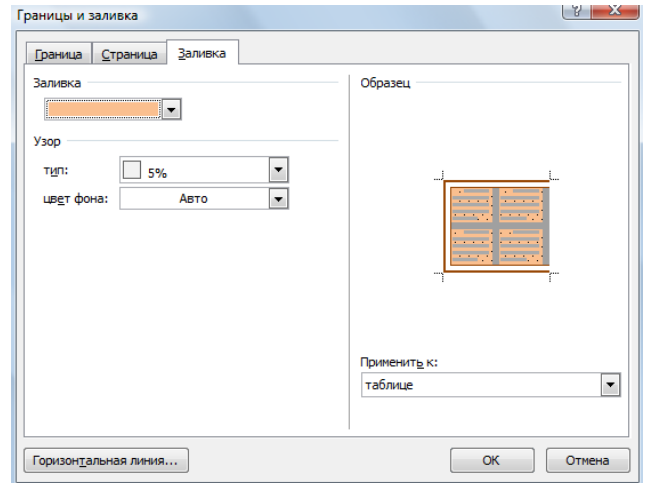 Границы и заливка
Граница Страница Заливка
Заливка
Узор
тип: 5%
цвет фона: Авто
Образец
Применить к:
таблице
Горизонтальная линия... ОК Отмена